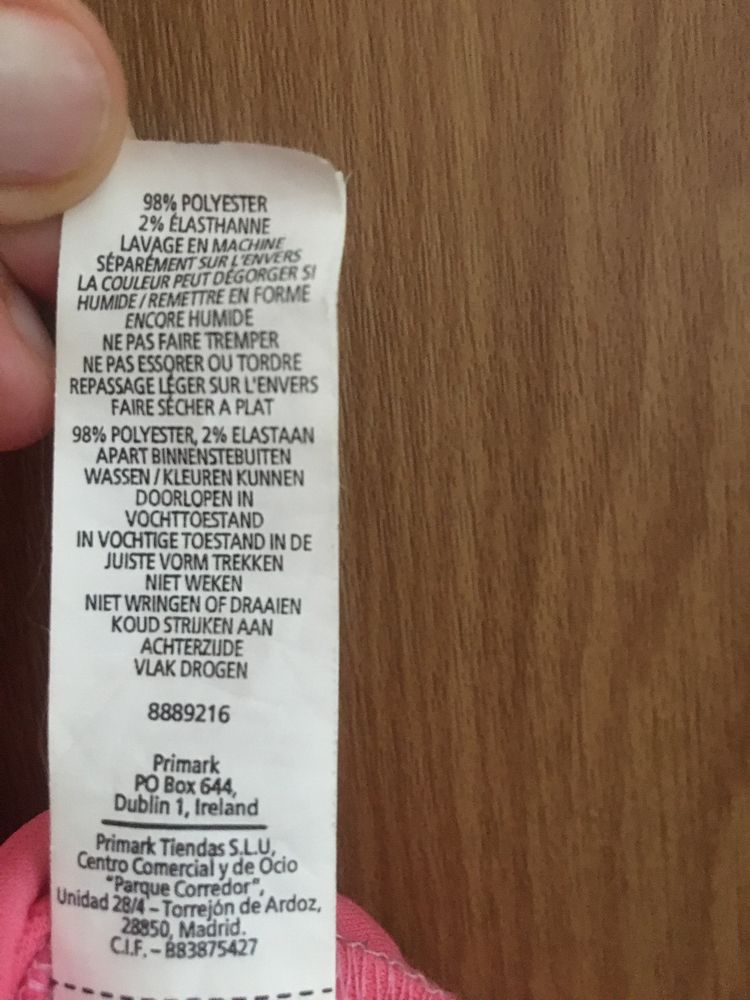 98% POLYESTER
2% ÉLASTHANNE
LAVAGE EN MACHINE
SÉPARÉMENT SUR L'ENVERS
LA COULEUR PEUT DÉGORGER SI
HUMIDE / REMETTRE EN FORME
ENCORE HUMIDE
NE PAS FAIRE TREMPER
NE PAS ESSORER OU TORDRE
REPASSAGE LÉGER SUR L'ENVERS
FAIRE SÉCHER A PLAT
98% POLYESTER, 2% ELASTAAN
APART BINNENSTEBUITEN
WASSEN / KLEUREN KUNNEN
DOORLOPEN IN
VOCHTTOESTAND
IN VOCHTIGE TOESTAND IN DE
JUISTE VORM TREKKEN
NIET WEKEN
NIET WRINGEN OF DRAAIEN
KOUD STRIJKEN AAN
ACHTERZIJDE
VLAK DROGEN
8889216
Primark
PO Box 644,
Dublin 1, Ireland
Primark Tiendas S.L.U,
Centro Comercial y de Ocio
"Parque Corredor",
Unidad 28/4 – Torrejón de Ardoz,
28850, Madrid.
C.I.F. – B83875427